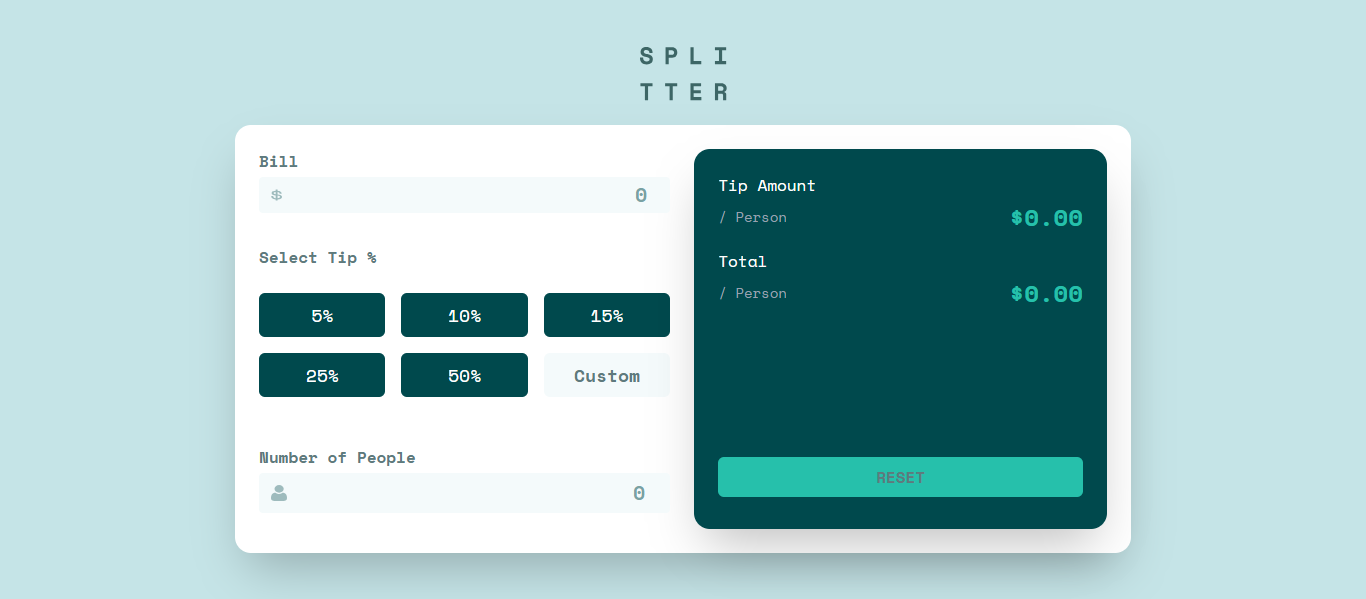 SPLI
TTER
Bill
$ 0
Select Tip %
5% 10% 15%
25% 50% Custom
Number of People
0
Tip Amount
/ Person $0.00
Total
/ Person $0.00
RESET